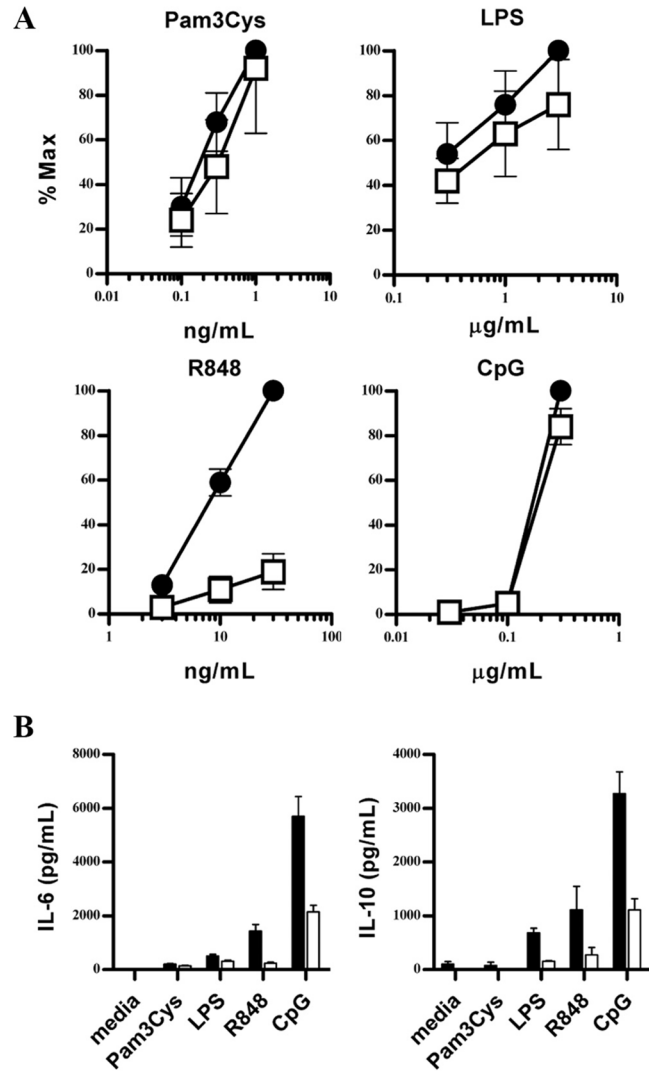 A
Pam3Cys
LPS
% Max
100
80
60
40
20
0
0.01
0.1
1
10
ng/mL
100
80
60
40
20
0
0.1
1
10
µg/mL
R848
CpG
100
80
60
40
20
0
1
10
100
ng/mL
100
80
60
40
20
0
0.01
0.1
1
µg/mL
B
IL-6 (pg/mL)
8000
6000
4000
2000
0
media
Pam3Cys
LPS
R848
CpG
IL-10 (pg/mL)
4000
3000
2000
1000
0
media
Pam3Cys
LPS
R848
CpG